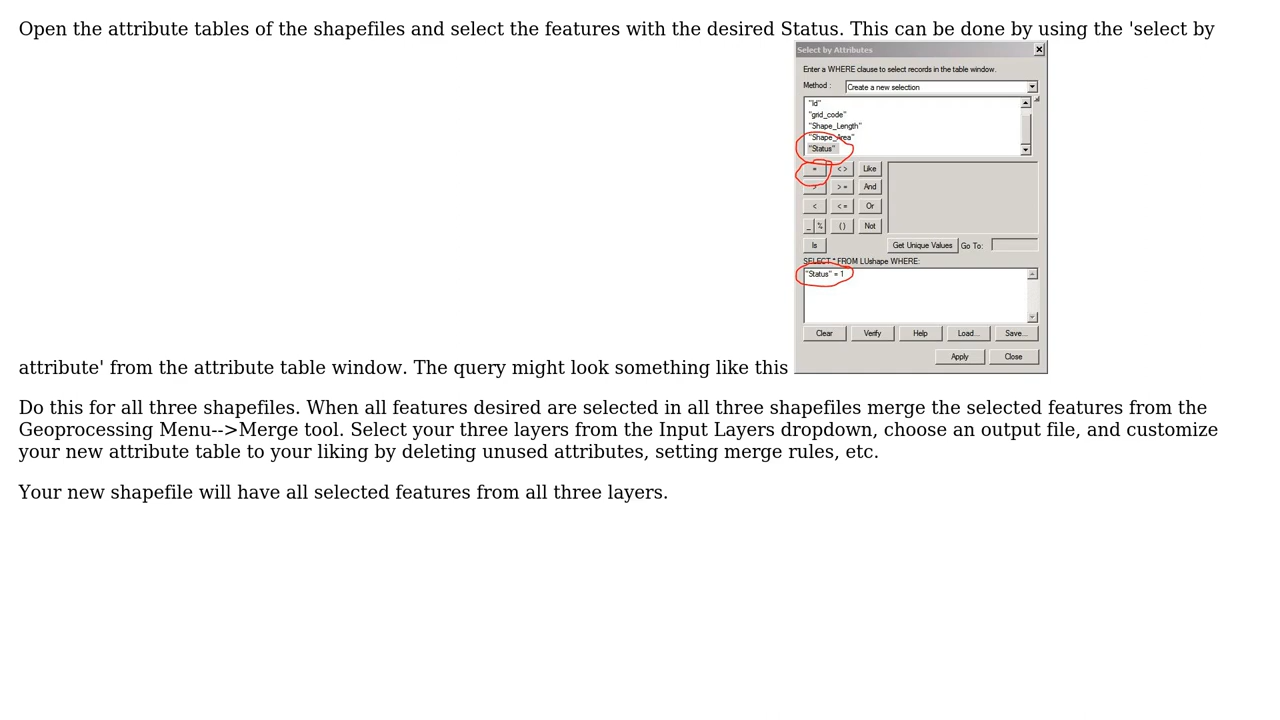 Open the attribute tables of the shapefiles and select the features with the desired Status. This can be done by using the 'select by
Select by Attributes
Enter a WHERE clause to select records in the table window.
Method : Create a new selection
"Id"
"grid_code"
"Shape_Length"
"Shape_Area"
"Status"
= < > Like
> > = And
< < = Or
_ % ( ) Not
Is Get Unique Values Go To:
SELECT * FROM LUshape WHERE:
"Status" = 1
Clear Verify Help Load... Save...
Apply Close
attribute' from the attribute table window. The query might look something like this
Do this for all three shapefiles. When all features desired are selected in all three shapefiles merge the selected features from the
Geoprocessing Menu-->Merge tool. Select your three layers from the Input Layers dropdown, choose an output file, and customize
your new attribute table to your liking by deleting unused attributes, setting merge rules, etc.
Your new shapefile will have all selected features from all three layers.